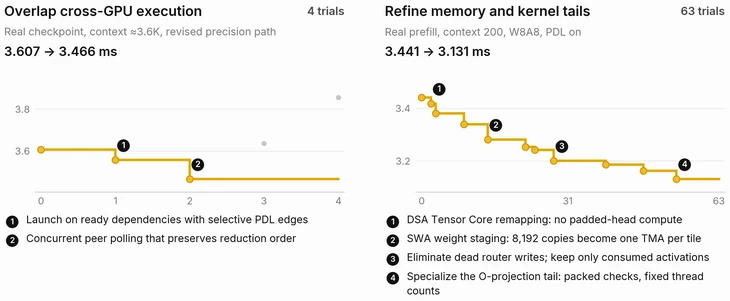 Overlap cross-GPU execution
4 trials
Real checkpoint, context ≈3.6K, revised precision path
3.607 → 3.466 ms
3.8
3.6
1
2
0
1
2
3
4
1 Launch on ready dependencies with selective PDL edges
2 Concurrent peer polling that preserves reduction order
Refine memory and kernel tails
63 trials
Real prefill, context 200, W8A8, PDL on
3.441 → 3.131 ms
3.4
3.2
1
2
3
4
0
31
63
1 DSA Tensor Core remapping: no padded-head compute
2 SWA weight staging: 8,192 copies become one TMA per tile
3 Eliminate dead router writes; keep only consumed activations
4 Specialize the O-projection tail: packed checks, fixed thread
counts